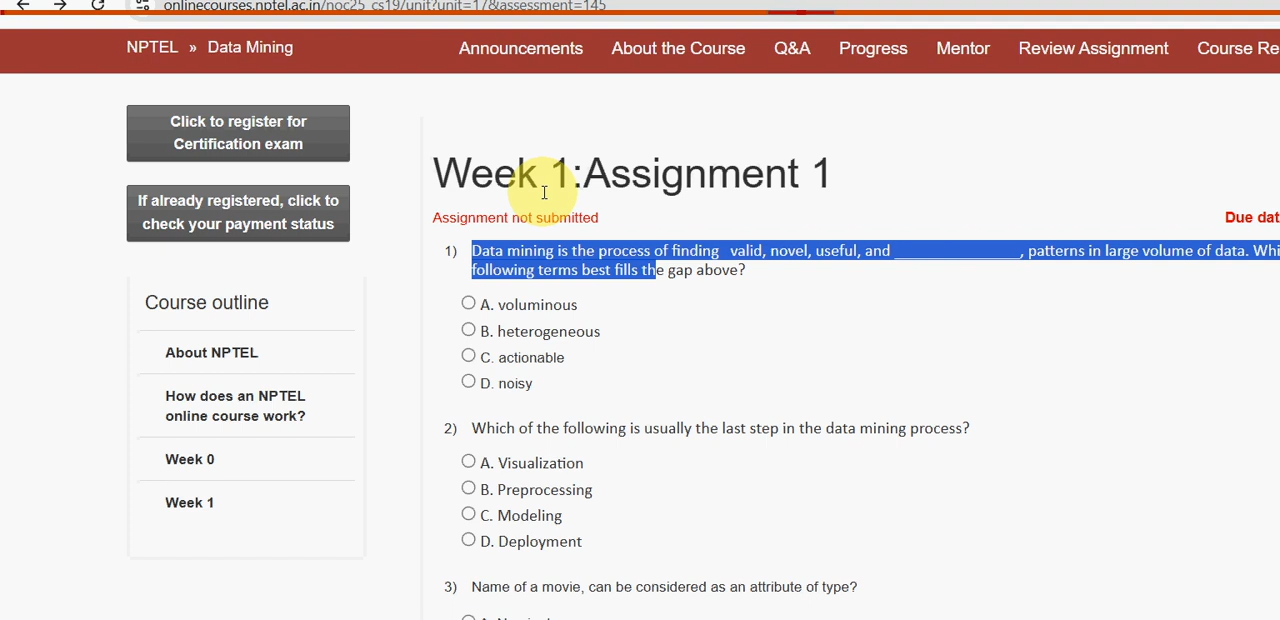 onlinecourses.nptel.ac.in/noc25_cs19/unit?unit=17&assessment=145
NPTEL » Data Mining
Announcements About the Course Q&A Progress Mentor Review Assignment Course Re
Click to register for
Certification exam
If already registered, click to
check your payment status
Course outline
About NPTEL
How does an NPTEL
online course work?
Week 0
Week 1
Week 1:Assignment 1
Assignment not submitted
Due dat
1) Data mining is the process of finding valid, novel, useful, and ________________, patterns in large volume of data. Whi
following terms best fills the gap above?
A. voluminous
B. heterogeneous
C. actionable
D. noisy
2) Which of the following is usually the last step in the data mining process?
A. Visualization
B. Preprocessing
C. Modeling
D. Deployment
3) Name of a movie, can be considered as an attribute of type?